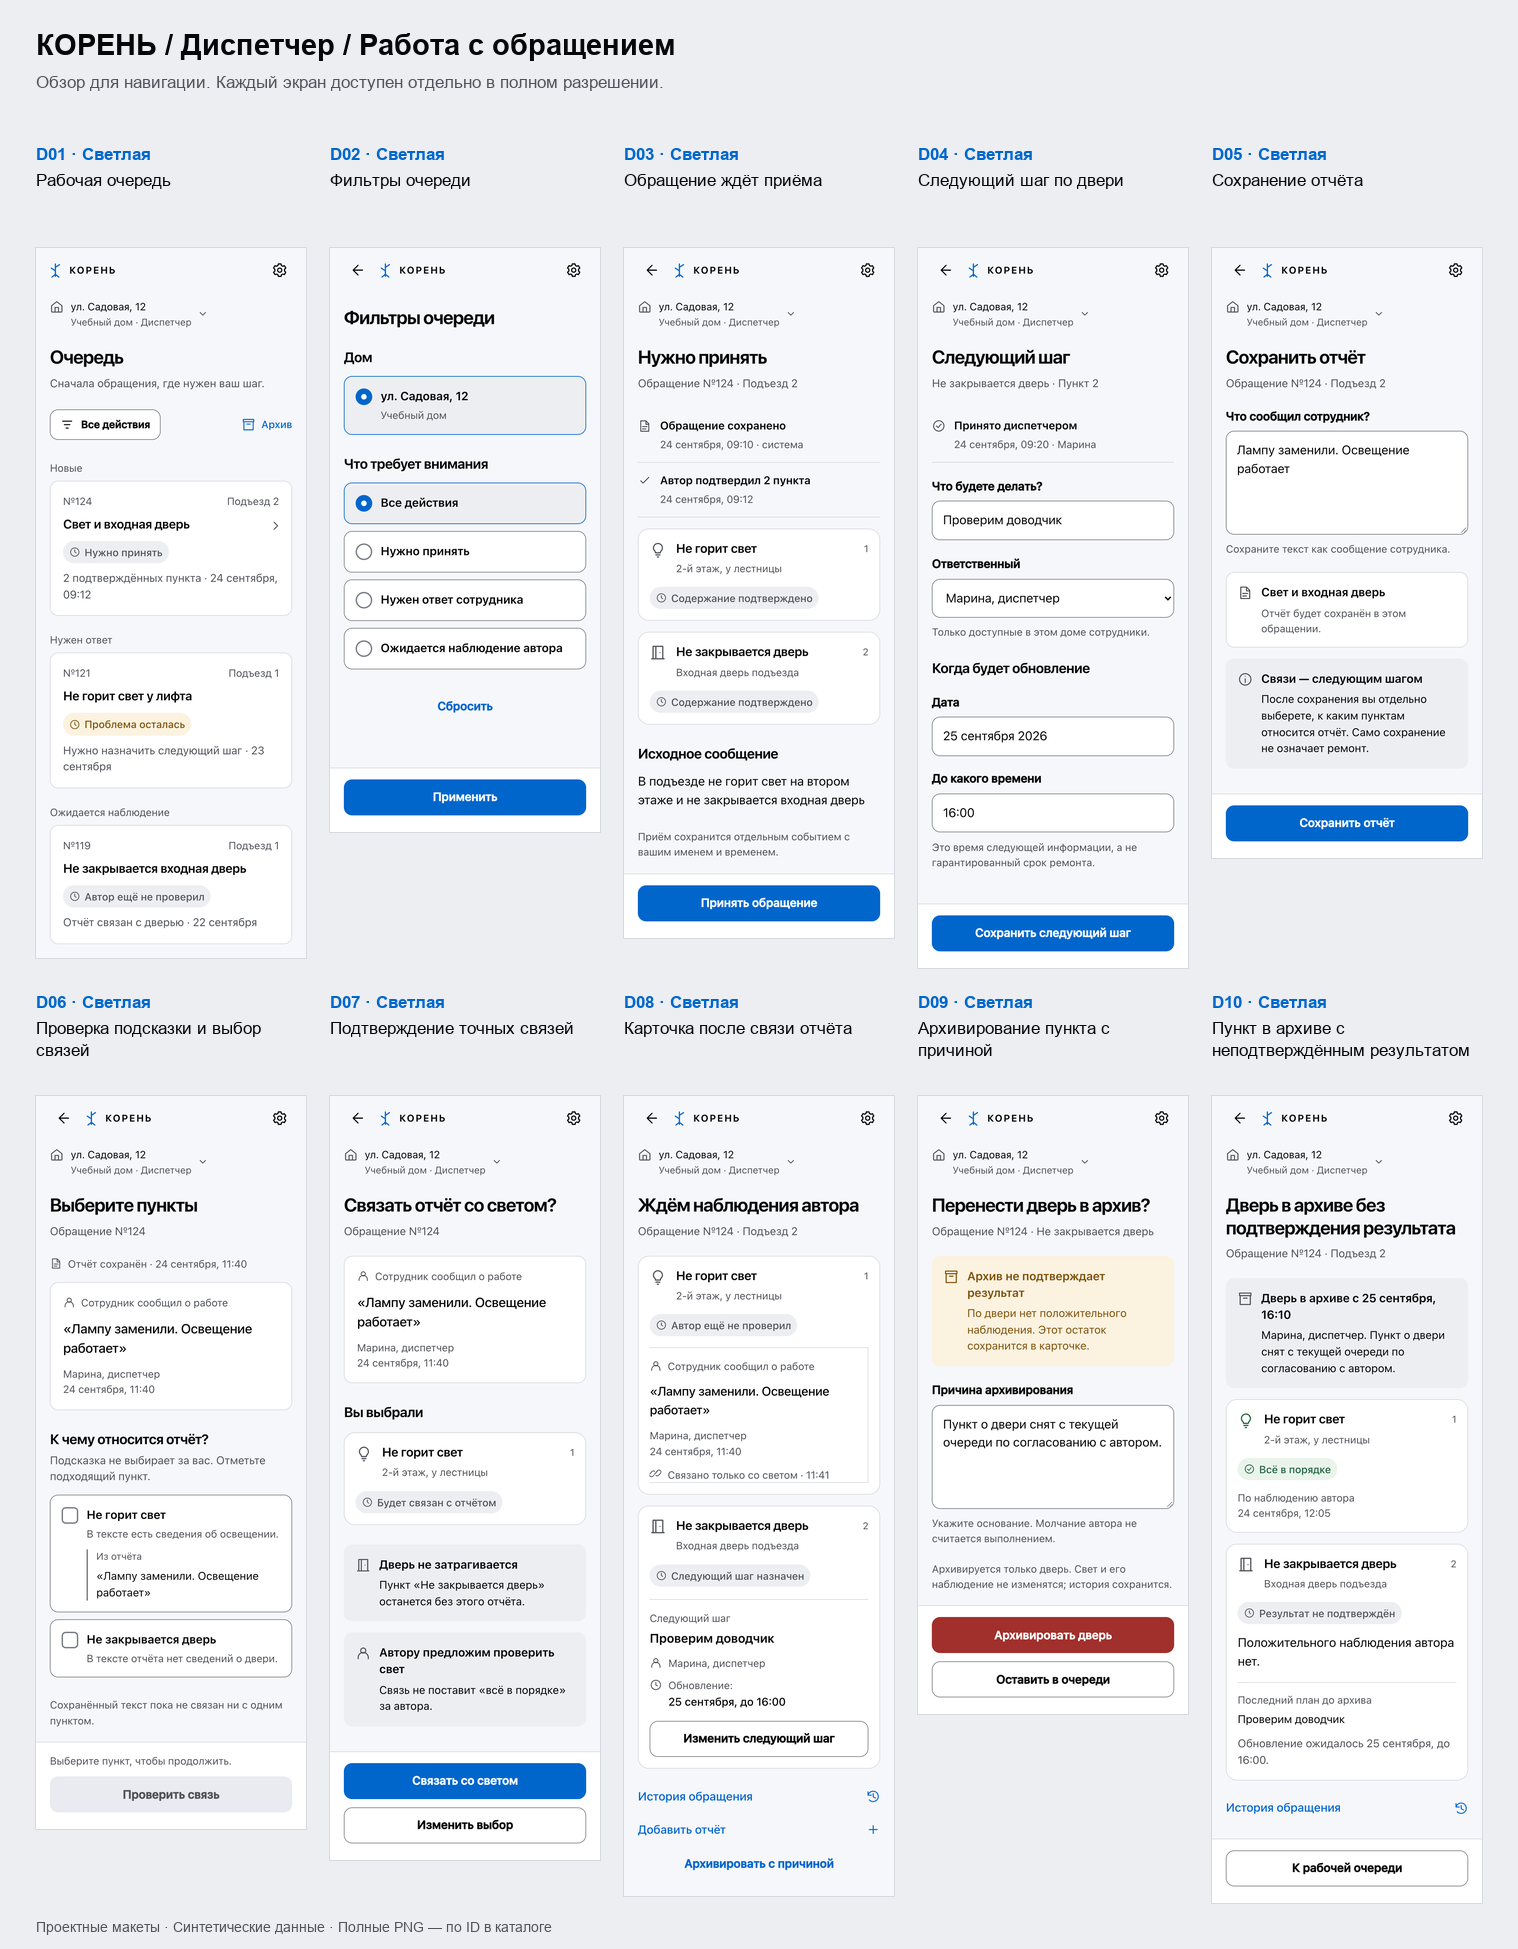 КОРЕНЬ / Диспетчер / Работа с обращением
Обзор для навигации. Каждый экран доступен отдельно в полном разрешении.
D01 · Светлая
Рабочая очередь
КОРЕНЬ
ул. Садовая, 12
Учебный дом · Диспетчер
Очередь
Сначала обращения, где нужен ваш шаг.
Все действия
Архив
Новые
№124
Подъезд 2
Свет и входная дверь
Нужно принять
2 подтверждённых пункта · 24 сентября,
09:12
Нужен ответ
№121
Подъезд 1
Не горит свет у лифта
Проблема осталась
Нужно назначить следующий шаг · 23
сентября
Ожидается наблюдение
№119
Подъезд 1
Не закрывается входная дверь
Автор ещё не проверил
Отчёт связан с дверью · 22 сентября
D02 · Светлая
Фильтры очереди
КОРЕНЬ
Фильтры очереди
Дом
ул. Садовая, 12
Учебный дом
Что требует внимания
Все действия
Нужно принять
Нужен ответ сотрудника
Ожидается наблюдение автора
Сбросить
Применить
D03 · Светлая
Обращение ждёт приёма
КОРЕНЬ
ул. Садовая, 12
Учебный дом · Диспетчер
Нужно принять
Обращение №124 · Подъезд 2
Обращение сохранено
24 сентября, 09:10 · система
Автор подтвердил 2 пункта
24 сентября, 09:12
Не горит свет
1
2-й этаж, у лестницы
Содержание подтверждено
Не закрывается дверь
2
Входная дверь подъезда
Содержание подтверждено
Исходное сообщение
В подъезде не горит свет на втором
этаже и не закрывается входная дверь
Приём сохранится отдельным событием с
вашим именем и временем.
Принять обращение
D04 · Светлая
Следующий шаг по двери
КОРЕНЬ
ул. Садовая, 12
Учебный дом · Диспетчер
Следующий шаг
Не закрывается дверь · Пункт 2
Принято диспетчером
24 сентября, 09:20 · Марина
Что будете делать?
Проверим доводчик
Ответственный
Марина, диспетчер
Только доступные в этом доме сотрудники.
Когда будет обновление
Дата
25 сентября 2026
До какого времени
16:00
Это время следующей информации, а не
гарантированный срок ремонта.
Сохранить следующий шаг
D05 · Светлая
Сохранение отчёта
КОРЕНЬ
ул. Садовая, 12
Учебный дом · Диспетчер
Сохранить отчёт
Обращение №124 · Подъезд 2
Что сообщил сотрудник?
Лампу заменили. Освещение
работает
Сохраните текст как сообщение сотрудника.
Свет и входная дверь
Отчёт будет сохранён в этом
обращении.
Связи — следующим шагом
После сохранения вы отдельно
выберете, к каким пунктам
относится отчёт. Само сохранение
не означает ремонт.
Сохранить отчёт
D06 · Светлая
Проверка подсказки и выбор
связей
КОРЕНЬ
ул. Садовая, 12
Учебный дом · Диспетчер
Выберите пункты
Обращение №124
Отчёт сохранён · 24 сентября, 11:40
Сотрудник сообщил о работе
«Лампу заменили. Освещение
работает»
Марина, диспетчер
24 сентября, 11:40
К чему относится отчёт?
Подсказка не выбирает за вас. Отметьте
подходящий пункт.
Не горит свет
В тексте есть сведения об освещении.
Из отчёта
«Лампу заменили. Освещение
работает»
Не закрывается дверь
В тексте отчёта нет сведений о двери.
Сохранённый текст пока не связан ни с одним
пунктом.
Выберите пункт, чтобы продолжить.
Проверить связь
D07 · Светлая
Подтверждение точных связей
КОРЕНЬ
ул. Садовая, 12
Учебный дом · Диспетчер
Связать отчёт со светом?
Обращение №124
Сотрудник сообщил о работе
«Лампу заменили. Освещение
работает»
Марина, диспетчер
24 сентября, 11:40
Вы выбрали
Не горит свет
1
2-й этаж, у лестницы
Будет связан с отчётом
Дверь не затрагивается
Пункт «Не закрывается дверь»
останется без этого отчёта.
Автору предложим проверить
свет
Связь не поставит «всё в порядке»
за автора.
Связать со светом
Изменить выбор
D08 · Светлая
Карточка после связи отчёта
КОРЕНЬ
ул. Садовая, 12
Учебный дом · Диспетчер
Ждём наблюдения автора
Обращение №124 · Подъезд 2
Не горит свет
1
2-й этаж, у лестницы
Автор ещё не проверил
Сотрудник сообщил о работе
«Лампу заменили. Освещение
работает»
Марина, диспетчер
24 сентября, 11:40
Связано только со светом · 11:41
Не закрывается дверь
2
Входная дверь подъезда
Следующий шаг назначен
Следующий шаг
Проверим доводчик
Марина, диспетчер
Обновление:
25 сентября, до 16:00
Изменить следующий шаг
История обращения
Добавить отчёт
Архивировать с причиной
D09 · Светлая
Архивирование пункта с
причиной
КОРЕНЬ
ул. Садовая, 12
Учебный дом · Диспетчер
Перенести дверь в архив?
Обращение №124 · Не закрывается дверь
Архив не подтверждает
результат
По двери нет положительного
наблюдения. Этот остаток
сохранится в карточке.
Причина архивирования
Пункт о двери снят с текущей
очереди по согласованию с автором.
Укажите основание. Молчание автора не
считается выполнением.
Архивируется только дверь. Свет и его
наблюдение не изменятся; история сохранится.
Архивировать дверь
Оставить в очереди
D10 · Светлая
Пункт в архиве с
неподтверждённым результатом
КОРЕНЬ
ул. Садовая, 12
Учебный дом · Диспетчер
Дверь в архиве без
подтверждения результата
Обращение №124 · Подъезд 2
Дверь в архиве с 25 сентября,
16:10
Марина, диспетчер. Пункт о двери
снят с текущей очереди по
согласованию с автором.
Не горит свет
1
2-й этаж, у лестницы
Всё в порядке
По наблюдению автора
24 сентября, 12:05
Не закрывается дверь
2
Входная дверь подъезда
Результат не подтверждён
Положительного наблюдения автора
нет.
Последний план до архива
Проверим доводчик
Обновление ожидалось 25 сентября, до
16:00.
История обращения
К рабочей очереди
Проектные макеты · Синтетические данные · Полные PNG — по ID в каталоге